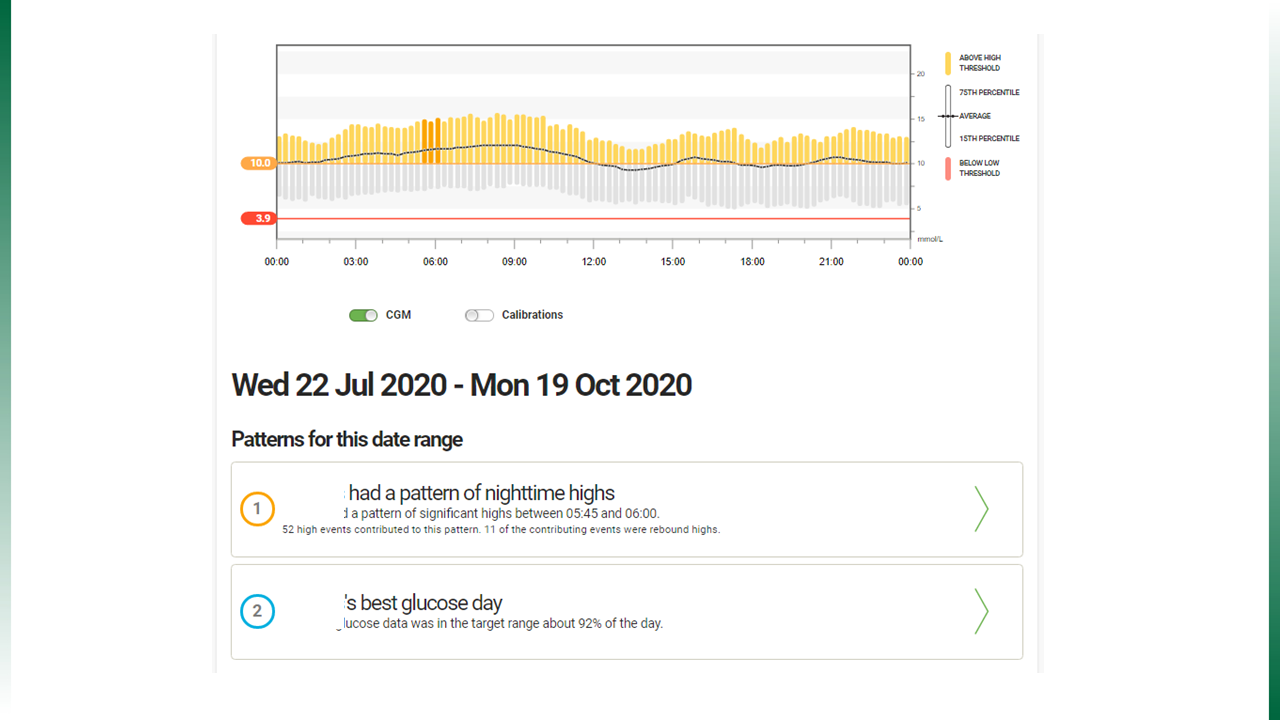 ABOVE HIGH
THRESHOLD
20
75TH PERCENTILE
15
AVERAGE
15TH PERCENTILE
10.0
10
BELOW LOW
THRESHOLD
5
3.9
mmol/L
00:00 03:00 06:00 09:00 12:00 15:00 18:00 21:00 00:00
CGM Calibrations
Wed 22 Jul 2020 - Mon 19 Oct 2020
Patterns for this date range
1
had a pattern of nighttime highs
d a pattern of significant highs between 05:45 and 06:00.
52 high events contributed to this pattern. 11 of the contributing events were rebound highs.
2
's best glucose day
lucose data was in the target range about 92% of the day.